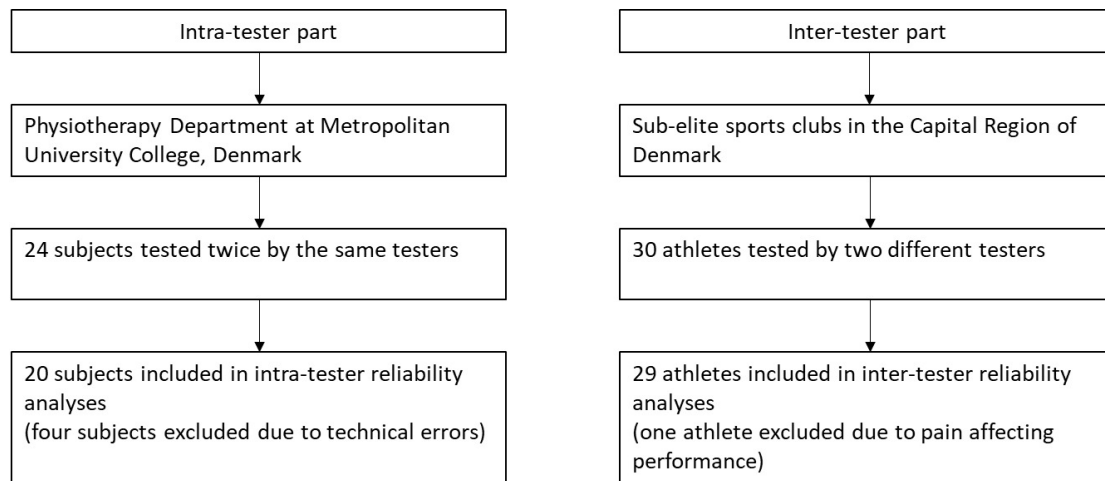 Intra-tester part
Physiotherapy Department at Metropolitan
University College, Denmark
24 subjects tested twice by the same testers
20 subjects included in intra-tester reliability
analyses
(four subjects excluded due to technical errors)
Inter-tester part
Sub-elite sports clubs in the Capital Region of
Denmark
30 athletes tested by two different testers
29 athletes included in inter-tester reliability
analyses
(one athlete excluded due to pain affecting
performance)